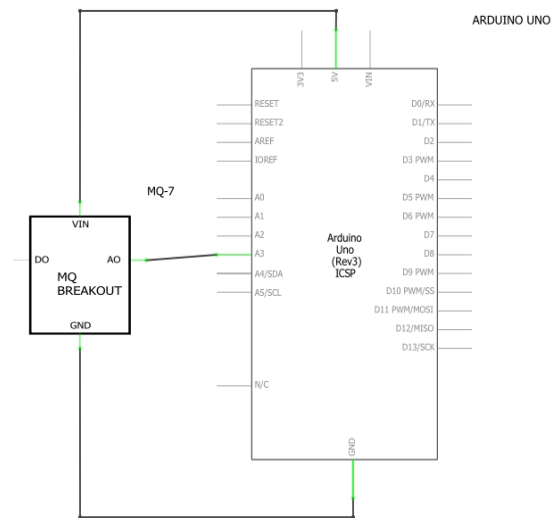 ARDUINO UNO
3V3
5V
VIN
RESET
RESET2
AREF
IOREF
A0
A1
A2
A3
A4/SDA
A5/SCL
N/C
Arduino
Uno
(Rev3)
ICSP
D0/RX
D1/TX
D2
D3 PWM
D4
D5 PWM
D6 PWM
D7
D8
D9 PWM
D10 PWM/SS
D11 PWM/MOSI
D12/MISO
D13/SCK
GND
MQ-7
VIN
DO
AO
MQ
BREAKOUT
GND